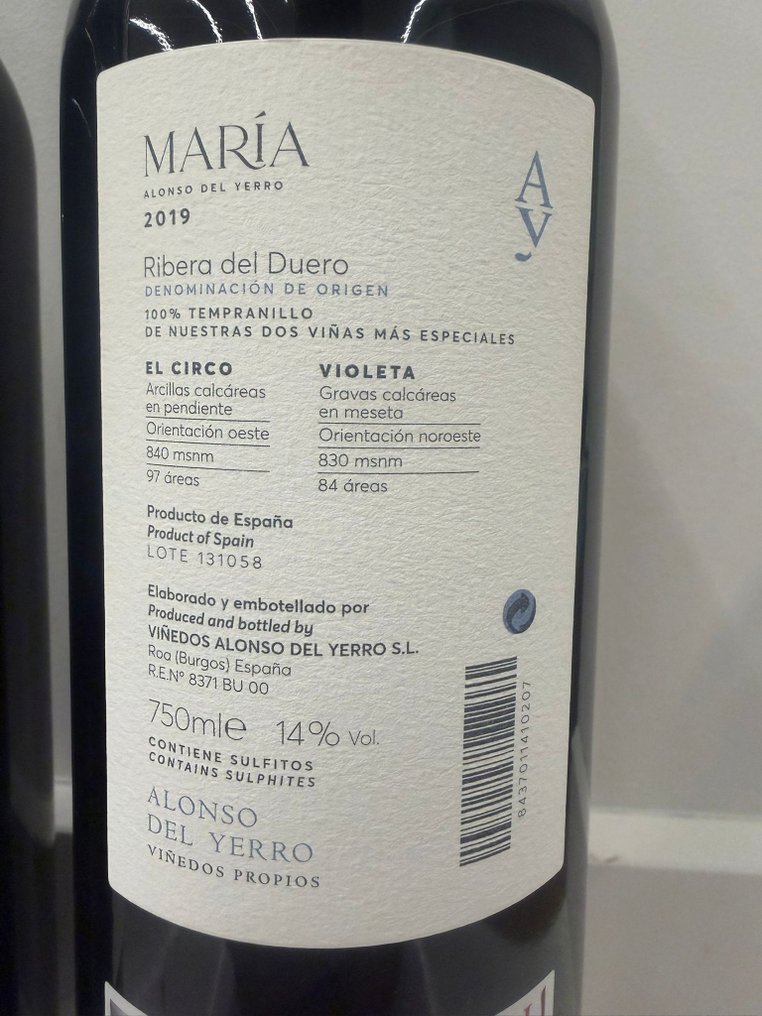 MARÍA
ALONSO DEL YERRO
2019
Ay
Ribera del Duero
DENOMINACIÓN DE ORIGEN
100% TEMPRANILLO
DE NUESTRAS DOS VIÑAS MÁS ESPECIALES
EL CIRCO
Arcillas calcáreas
en pendiente
Orientación oeste
840 msnm
97 áreas
VIOLETA
Gravas calcáreas
en meseta
Orientación noroeste
830 msnm
84 áreas
Producto de España
Product of Spain
LOTE 131058
Elaborado y embotellado por
Produced and bottled by
VIÑEDOS ALONSO DEL YERRO S.L.
Roa (Burgos) España
R.E.Nº 8371 BU 00
750ml e 14% Vol.
CONTIENE SULFITOS
CONTAINS SULPHITES
ALONSO
DEL YERRO
VIÑEDOS PROPIOS
8437011410207